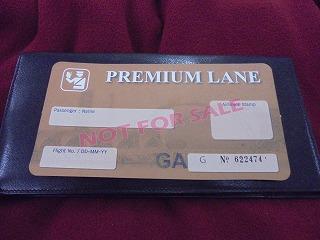 PREMIUM LANE
Passenger : Name
Airlines Stamp
NOT FOR SALE
Flight No. / DD-MM-YY
GA
G Nº 622474